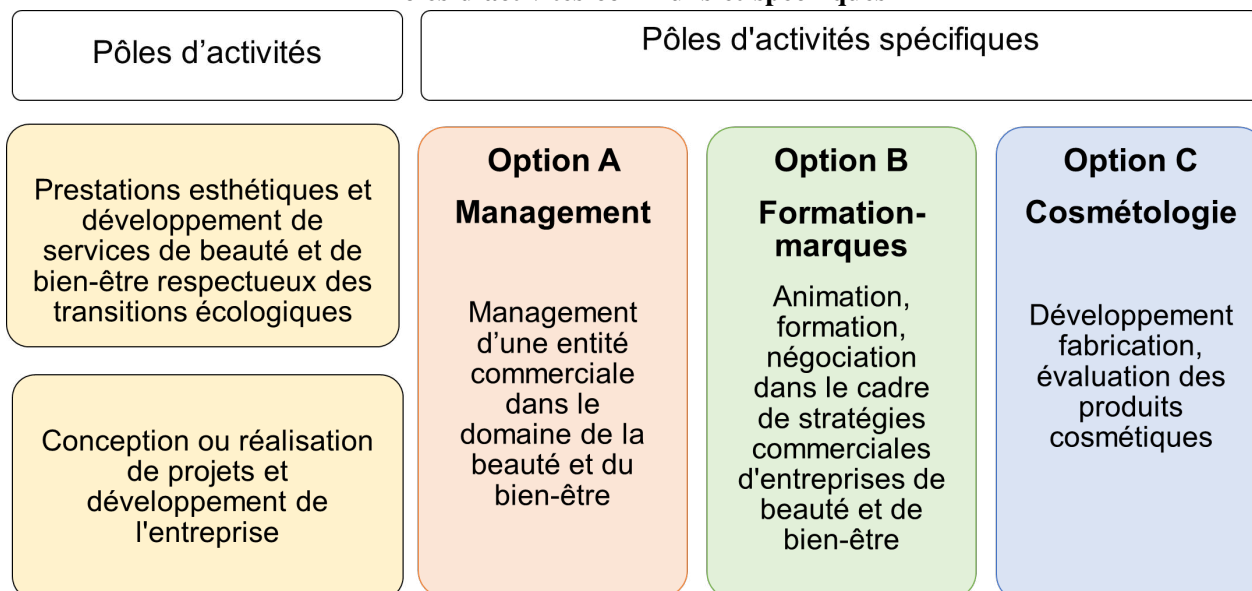 Pôles d'activités
Pôles d'activités spécifiques
Prestations esthétiques et
développement de
services de beauté et de
bien-être respectueux des
transitions écologiques
Conception ou réalisation
de projets et
développement de
l'entreprise
Option A
Management
Management
d'une entité
commerciale
dans le
domaine de la
beauté et du
bien-être
Option B
Formation-
marques
Animation,
formation,
négociation
dans le cadre
de stratégies
commerciales
d'entreprises de
beauté et de
bien-être
Option C
Cosmétologie
Développement
fabrication,
évaluation des
produits
cosmétiques